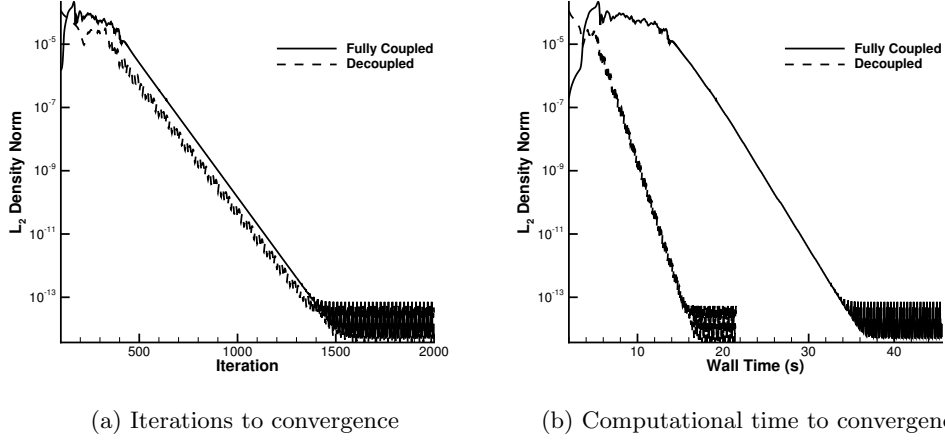 10^-5
10^-7
10^-9
10^-11
10^-13
L2 Density Norm
Fully Coupled
Decoupled
500
1000
1500
2000
Iteration
(a) Iterations to convergence
10^-5
10^-7
10^-9
10^-11
10^-13
L2 Density Norm
Fully Coupled
Decoupled
10
20
30
40
Wall Time (s)
(b) Computational time to convergen